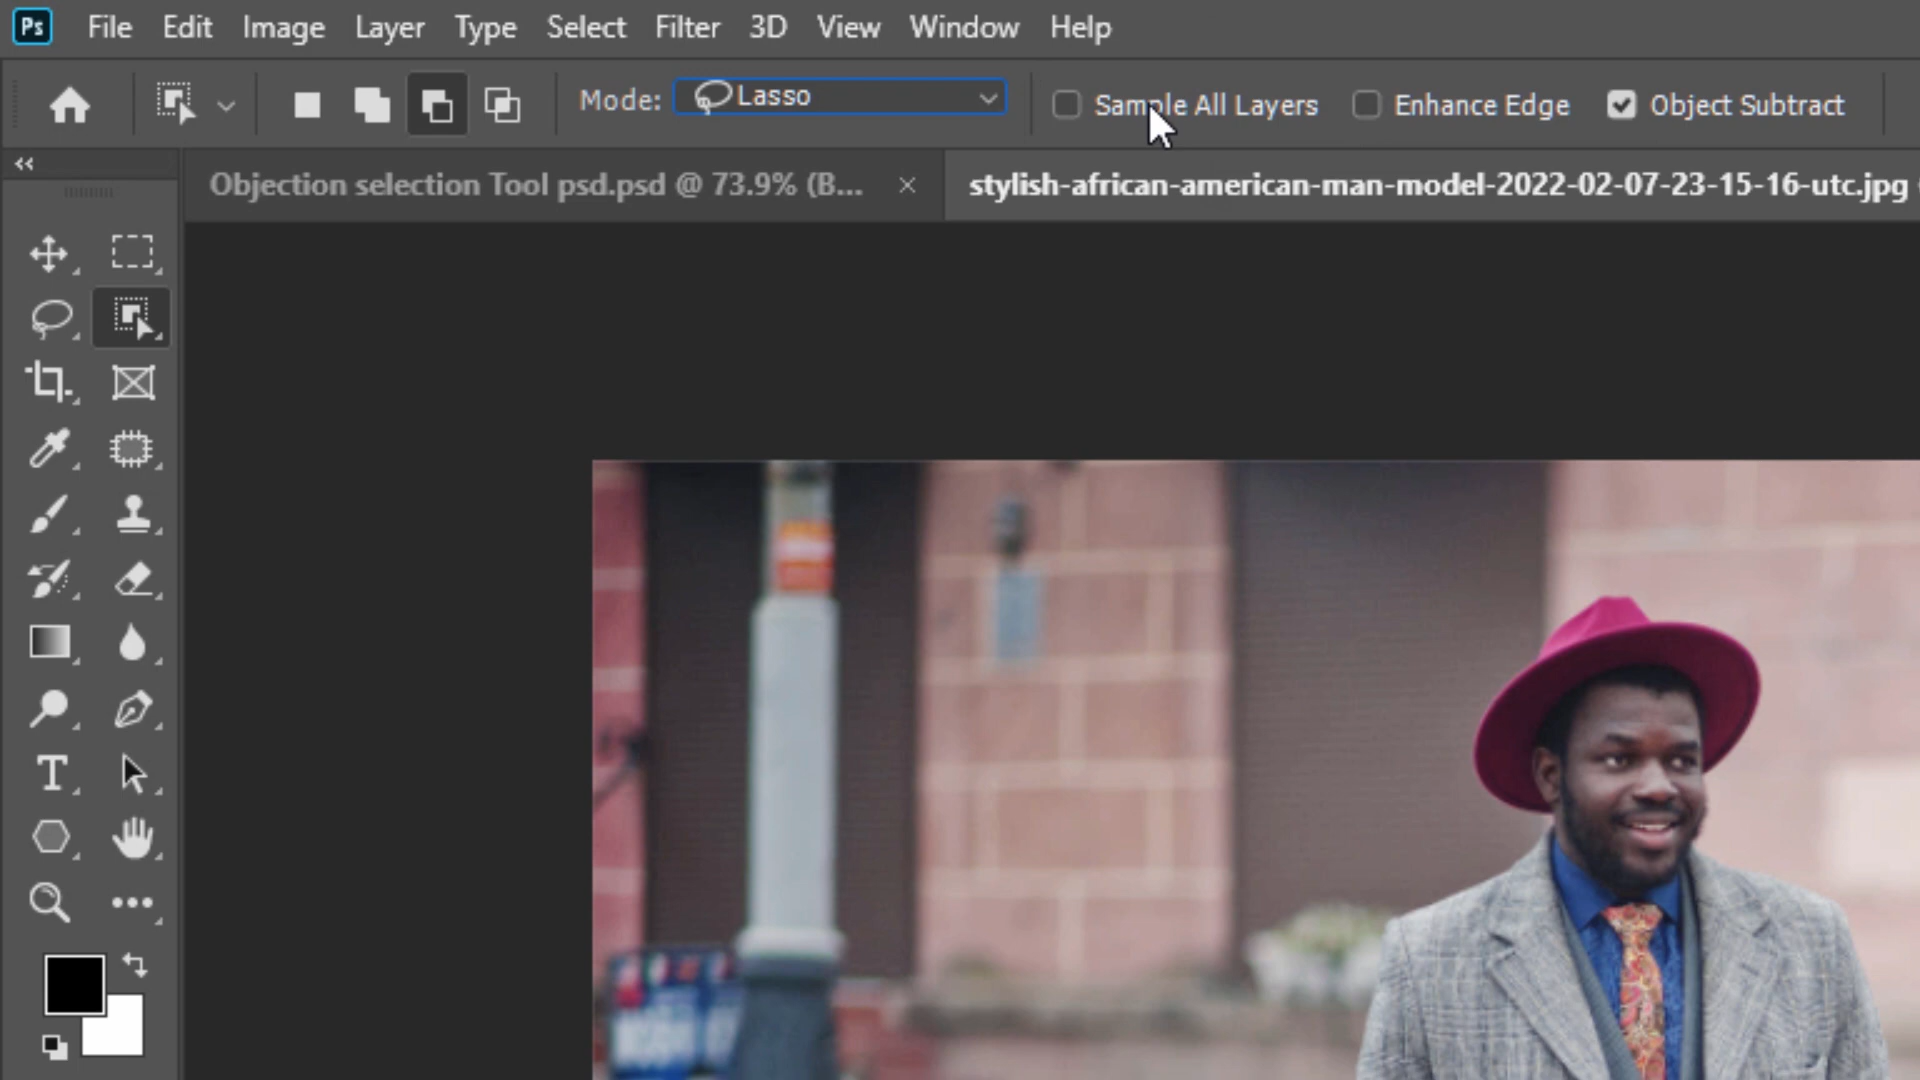 Ps File Edit Image Layer Type Select Filter 3D View Window Help
Mode: Lasso Sample All Layers Enhance Edge Object Subtract
Objection selection Tool psd.psd @ 73.9% (B... stylish-african-american-man-model-2022-02-07-23-15-16-utc.jpg